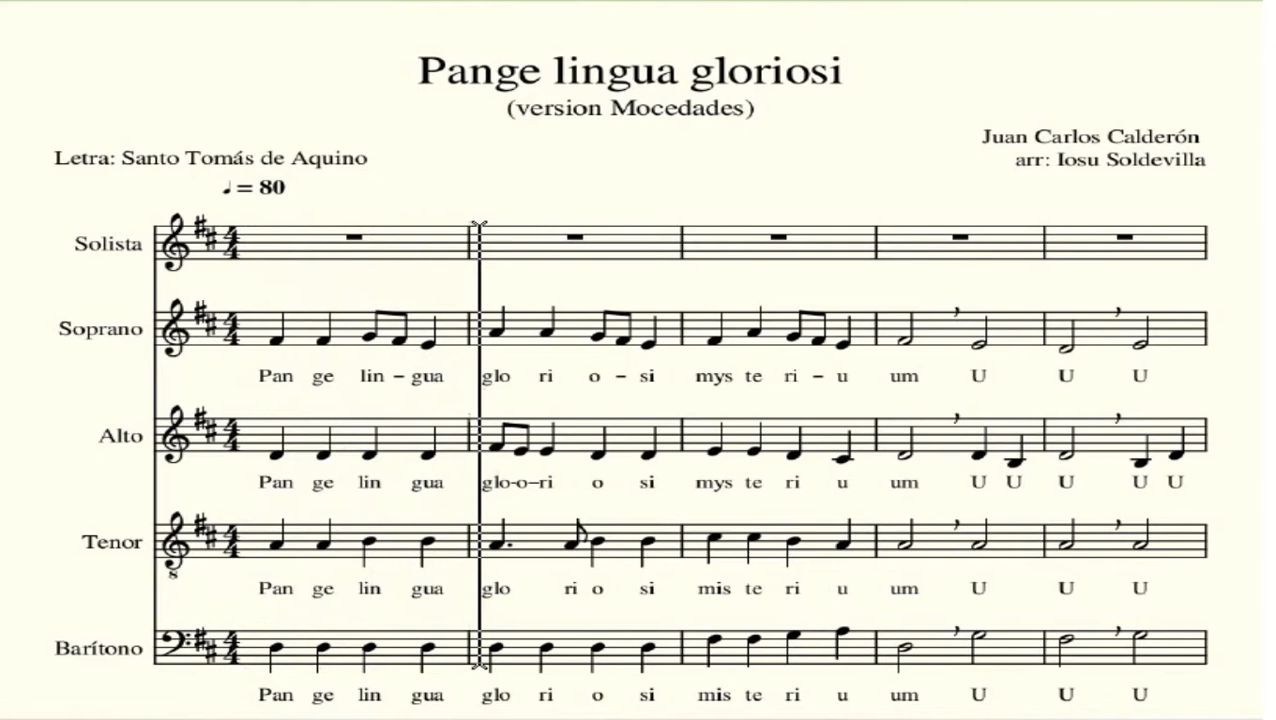 Pange lingua gloriosi
(version Mocedades)
Juan Carlos Calderón
Letra: Santo Tomás de Aquino
arr: Iosu Soldevilla
♩ = 80
Solista
Soprano
Pan ge lin – gua glo ri o – si mys te ri – u um U U U
Alto
Pan ge lin gua glo-o-ri o si mys te ri u um U U U U U
Tenor
8
Pan ge lin gua glo ri o si mis te ri u um U U U
Barítono
Pan ge lin gua glo ri o si mis te ri u um U U U